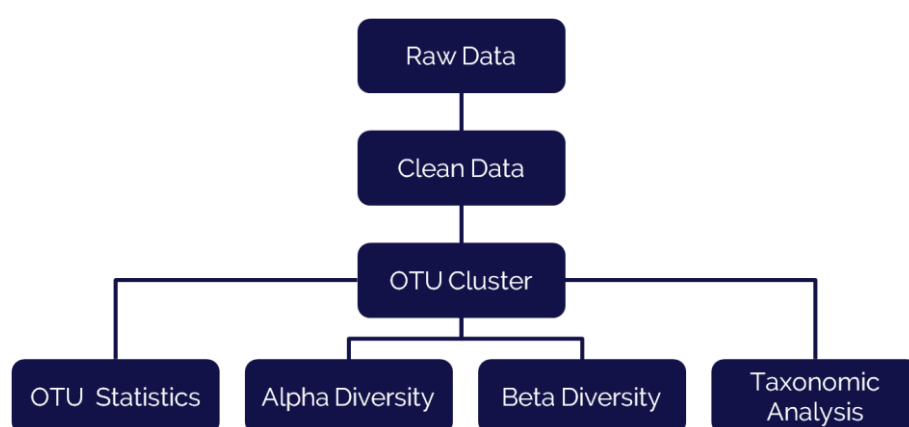 Raw Data
Clean Data
OTU Cluster
OTU Statistics
Alpha Diversity
Beta Diversity
Taxonomic
Analysis